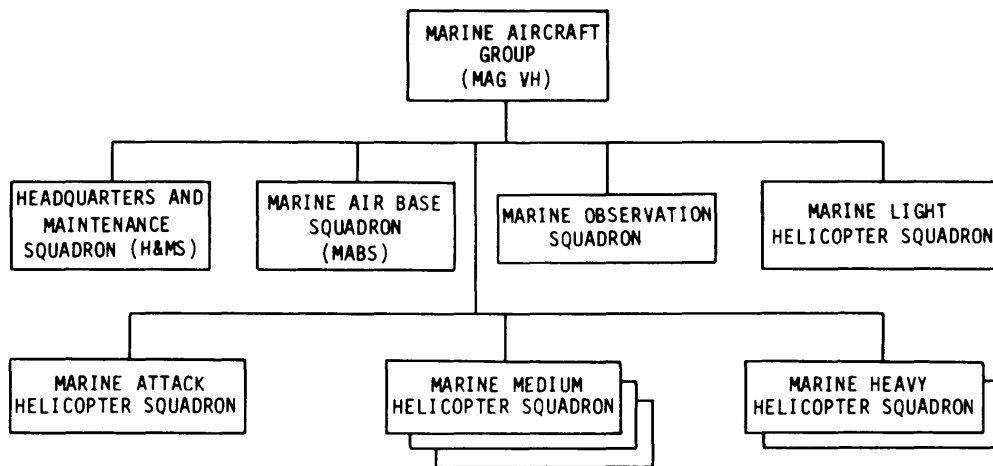 MARINE AIRCRAFT
GROUP
(MAG VH)
HEADQUARTERS AND
MAINTENANCE
SQUADRON (H&MS)
MARINE AIR BASE
SQUADRON
(MABS)
MARINE OBSERVATION
SQUADRON
MARINE LIGHT
HELICOPTER SQUADRON
MARINE ATTACK
HELICOPTER SQUADRON
MARINE MEDIUM
HELICOPTER SQUADRON
MARINE HEAVY
HELICOPTER SQUADRON